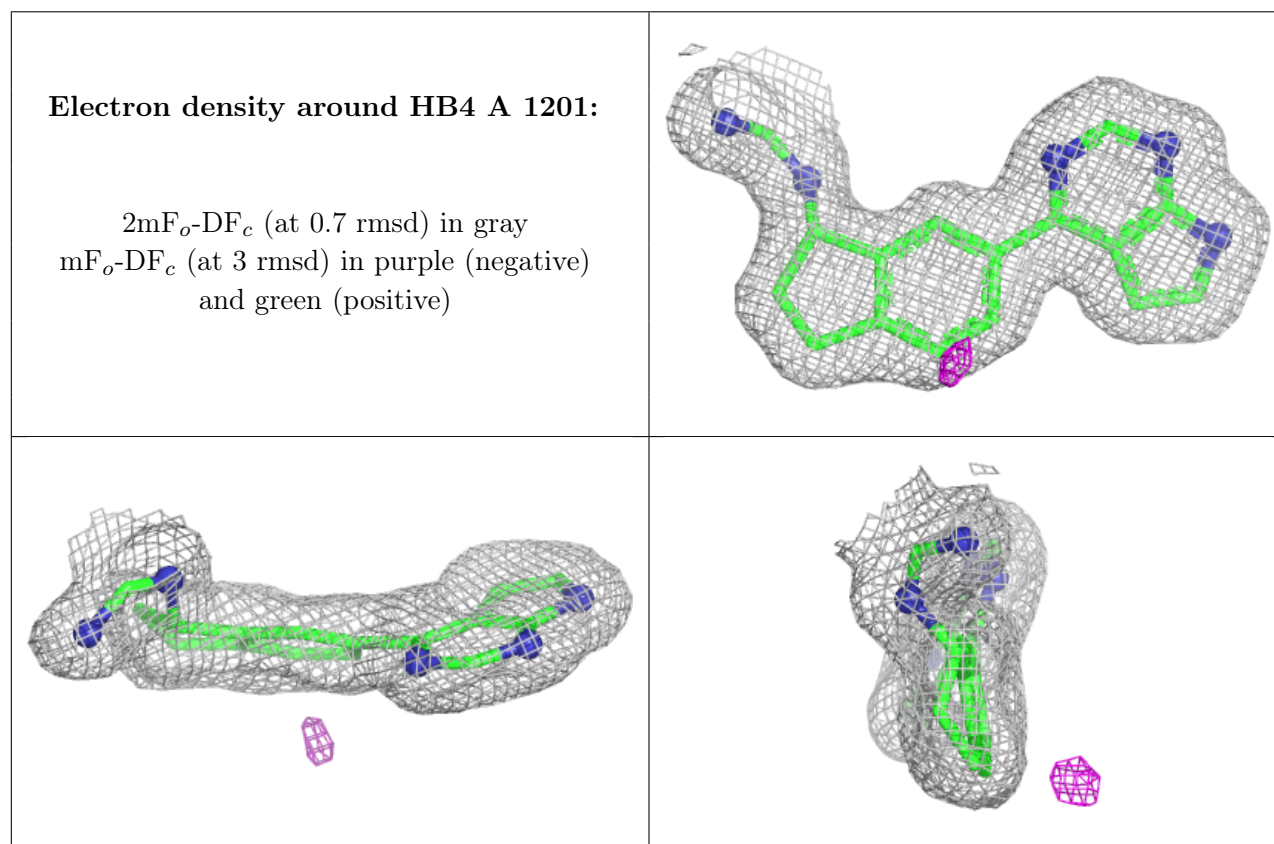 Electron density around HB4 A 1201:
2mFo-DFc (at 0.7 rmsd) in gray
mFo-DFc (at 3 rmsd) in purple (negative)
and green (positive)